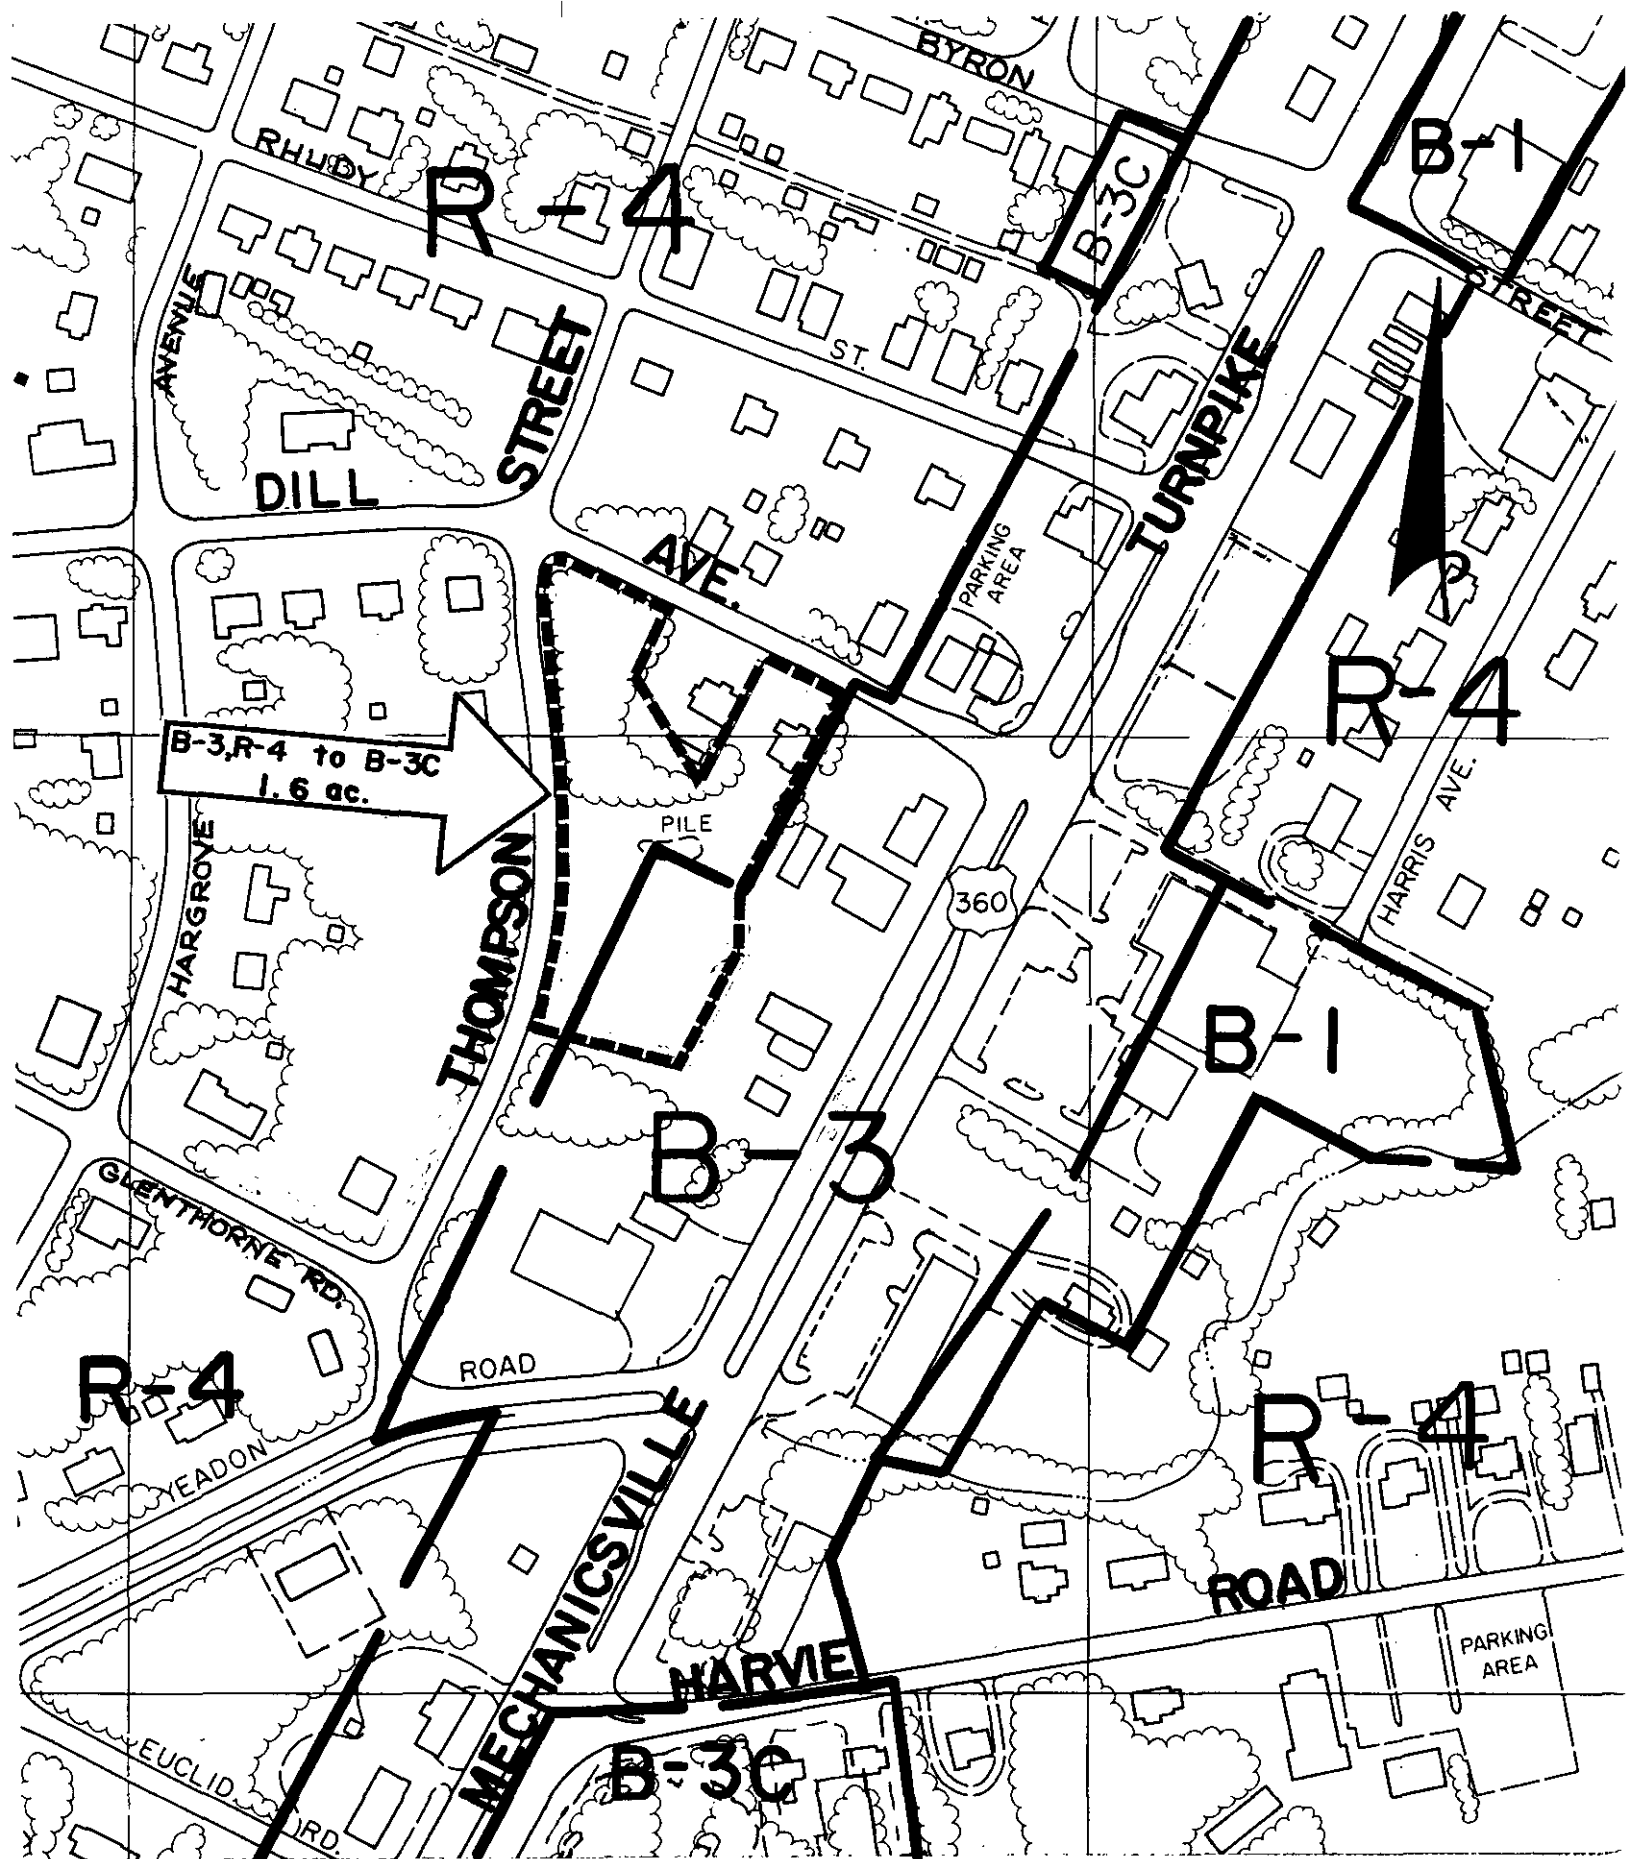 BYRON
B-1
RHUDY
R-4
B-3C
STREET
AVENUE
STREET
ST.
TURNPIKE
DILL
AVE.
PARKING
AREA
R-4
B-3,R-4 to B-3C
1.6 ac.
AVE.
PILE
HARRIS
HARGROVE
THOMPSON
360
B-1
B-3
GLENTHORNE RD.
ROAD
R-4
R-4
YEADON
MECHANICSVILLE
ROAD
HARVIE
PARKING
AREA
EUCLID
RD.
B-3C